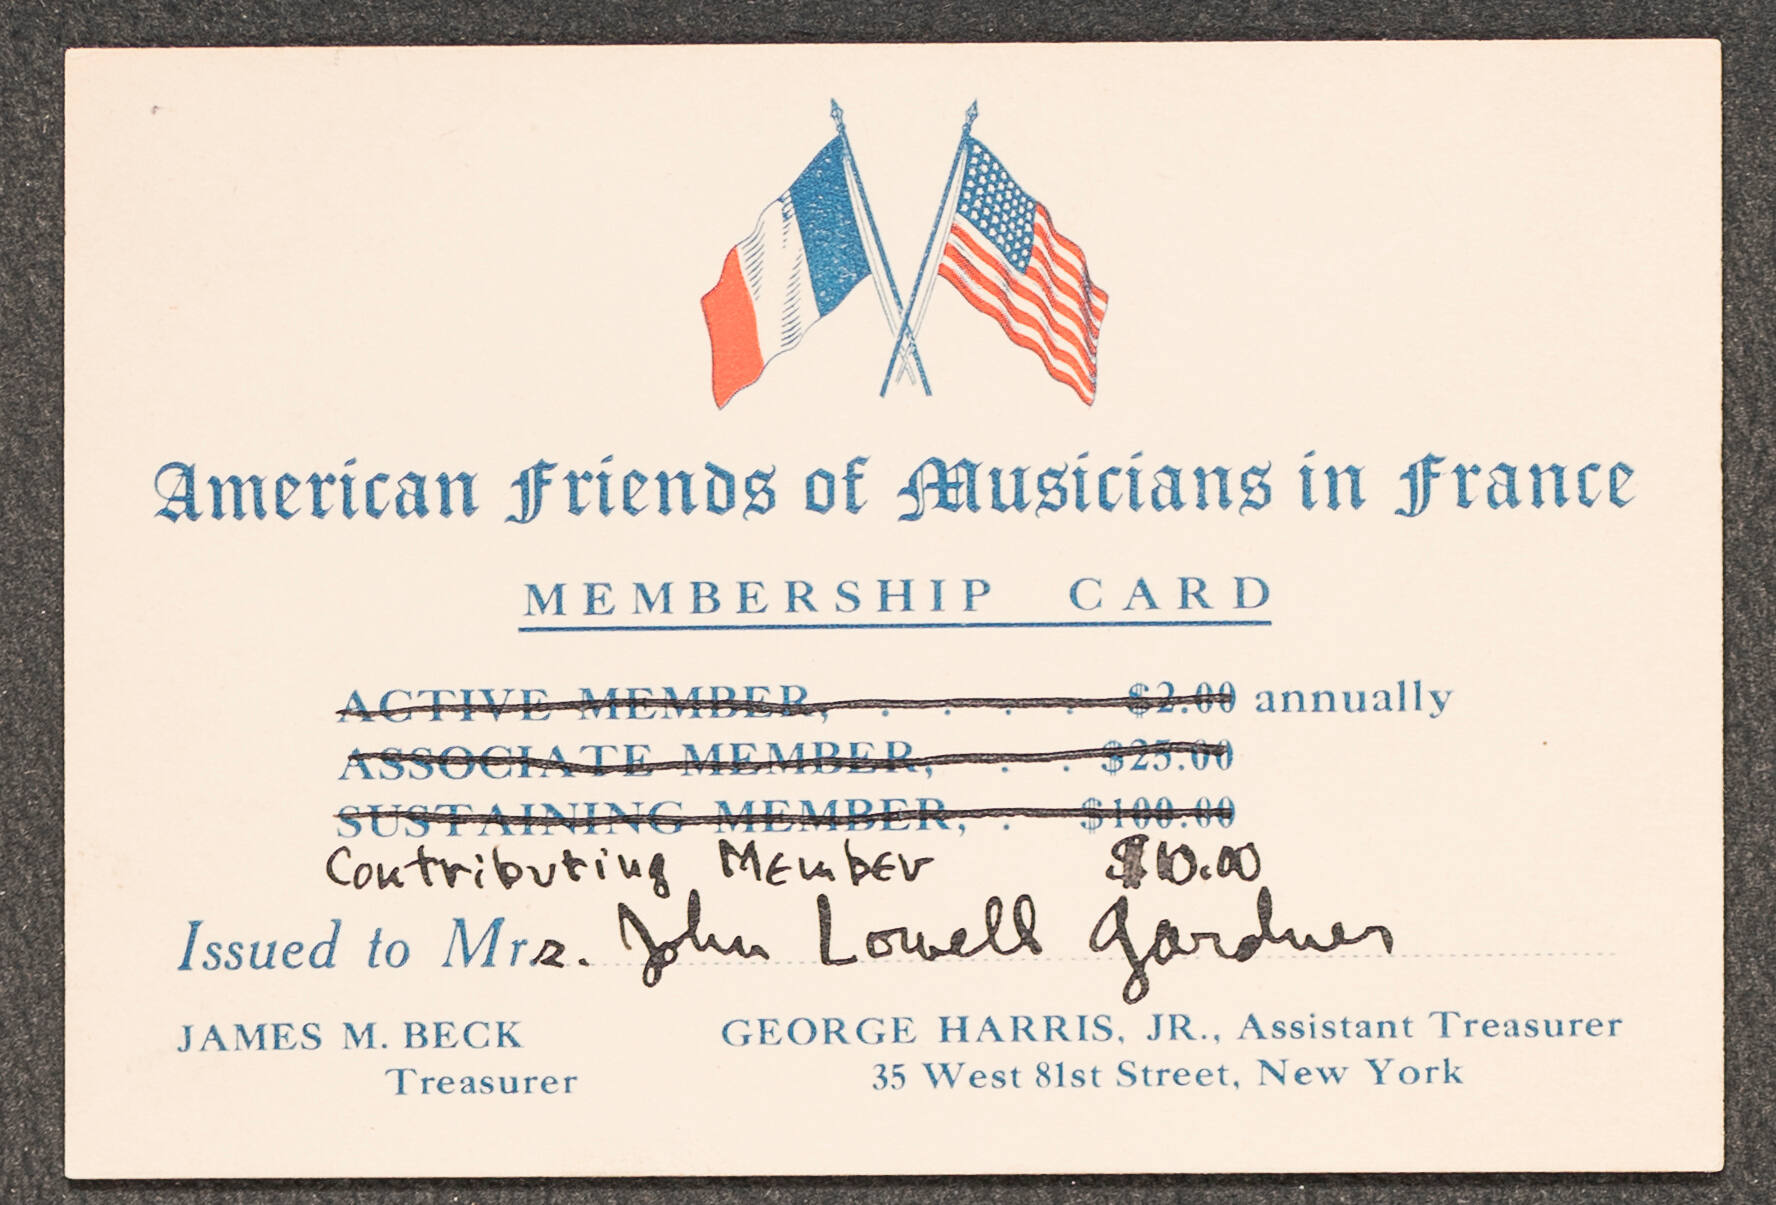 American Friends of Musicians in France
MEMBERSHIP CARD
ACTIVE MEMBER, . . . . $2.00 annually
ASSOCIATE MEMBER, . . $25.00
SUSTAINING MEMBER, . $100.00
Contributing Member $10.00
Issued to Mrs. John Lowell Gardner
JAMES M. BECK
Treasurer
GEORGE HARRIS, JR., Assistant Treasurer
35 West 81st Street, New York